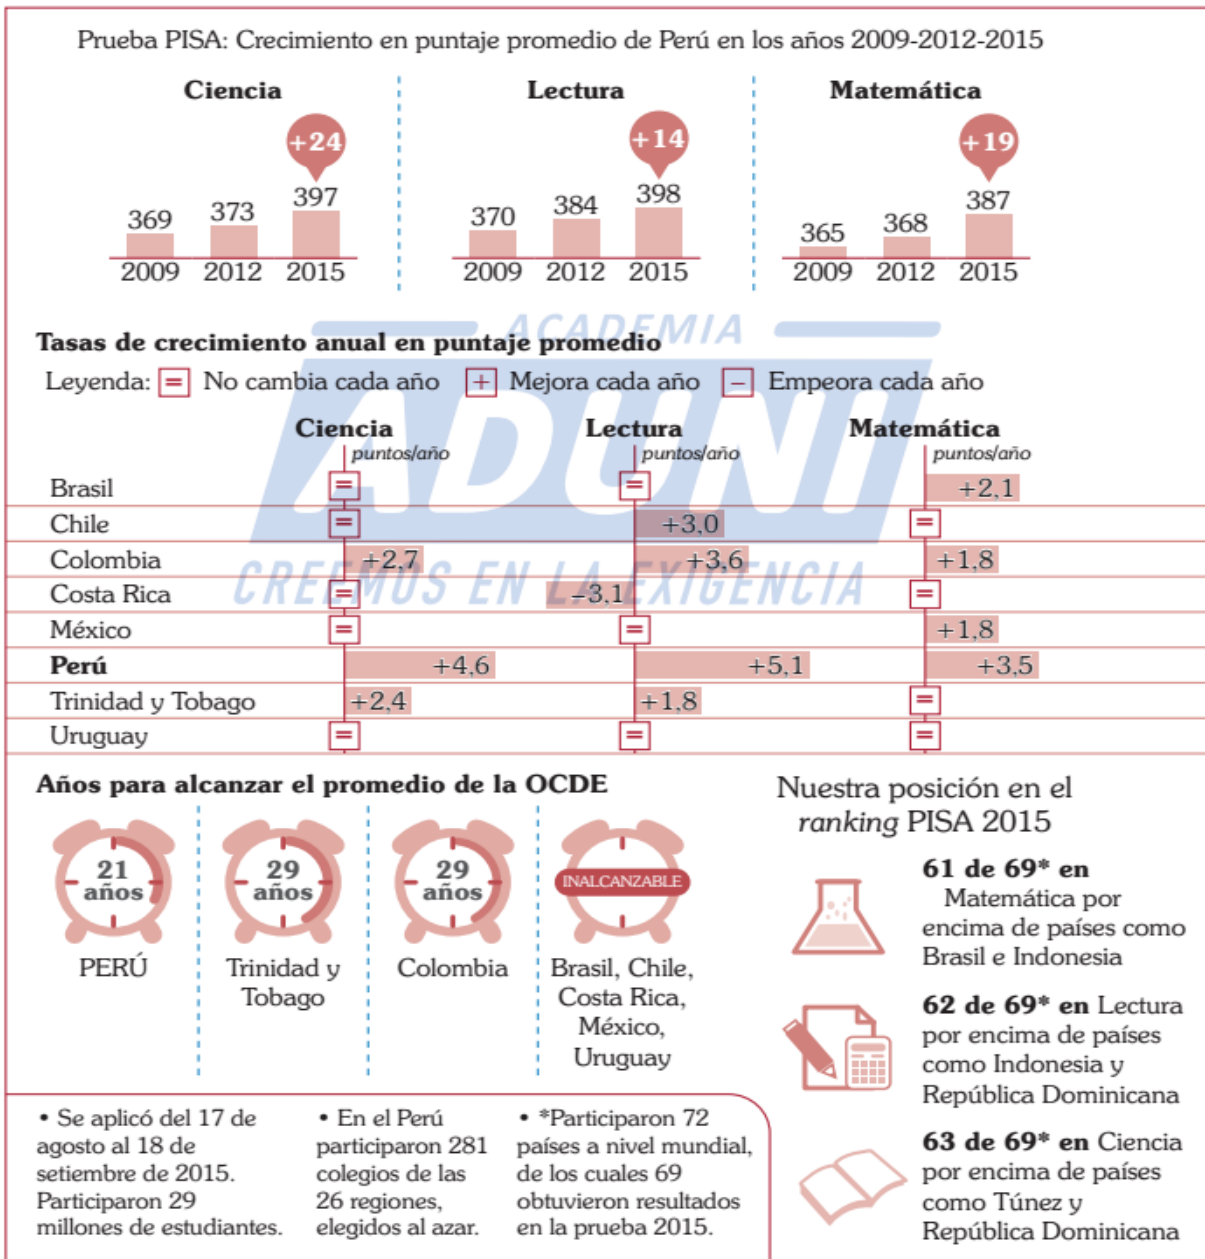 Prueba PISA: Crecimiento en puntaje promedio de Perú en los años 2009-2012-2015
Ciencia
+24
369 373 397
2009 2012 2015
Lectura
+14
370 384 398
2009 2012 2015
Matemática
+19
365 368 387
2009 2012 2015
ACADEMIA
ADUNI
CREEMOS EN LA EXIGENCIA
Tasas de crecimiento anual en puntaje promedio
Leyenda: = No cambia cada año + Mejora cada año – Empeora cada año
Ciencia Lectura Matemática
puntos/año puntos/año puntos/año
Brasil = = +2,1
Chile = +3,0 =
Colombia +2,7 +3,6 +1,8
Costa Rica = –3,1 =
México = = +1,8
Perú +4,6 +5,1 +3,5
Trinidad y Tobago +2,4 +1,8 =
Uruguay = = =
Años para alcanzar el promedio de la OCDE
21
años
PERÚ
29
años
Trinidad y
Tobago
29
años
Colombia
INALCANZABLE
Brasil, Chile,
Costa Rica,
México,
Uruguay
Nuestra posición en el
ranking PISA 2015
61 de 69* en
Matemática por
encima de países como
Brasil e Indonesia
62 de 69* en Lectura
por encima de países
como Indonesia y
República Dominicana
63 de 69* en Ciencia
por encima de países
como Túnez y
República Dominicana
• Se aplicó del 17 de
agosto al 18 de
setiembre de 2015.
Participaron 29
millones de estudiantes.
• En el Perú
participaron 281
colegios de las
26 regiones,
elegidos al azar.
• *Participaron 72
países a nivel mundial,
de los cuales 69
obtuvieron resultados
en la prueba 2015.